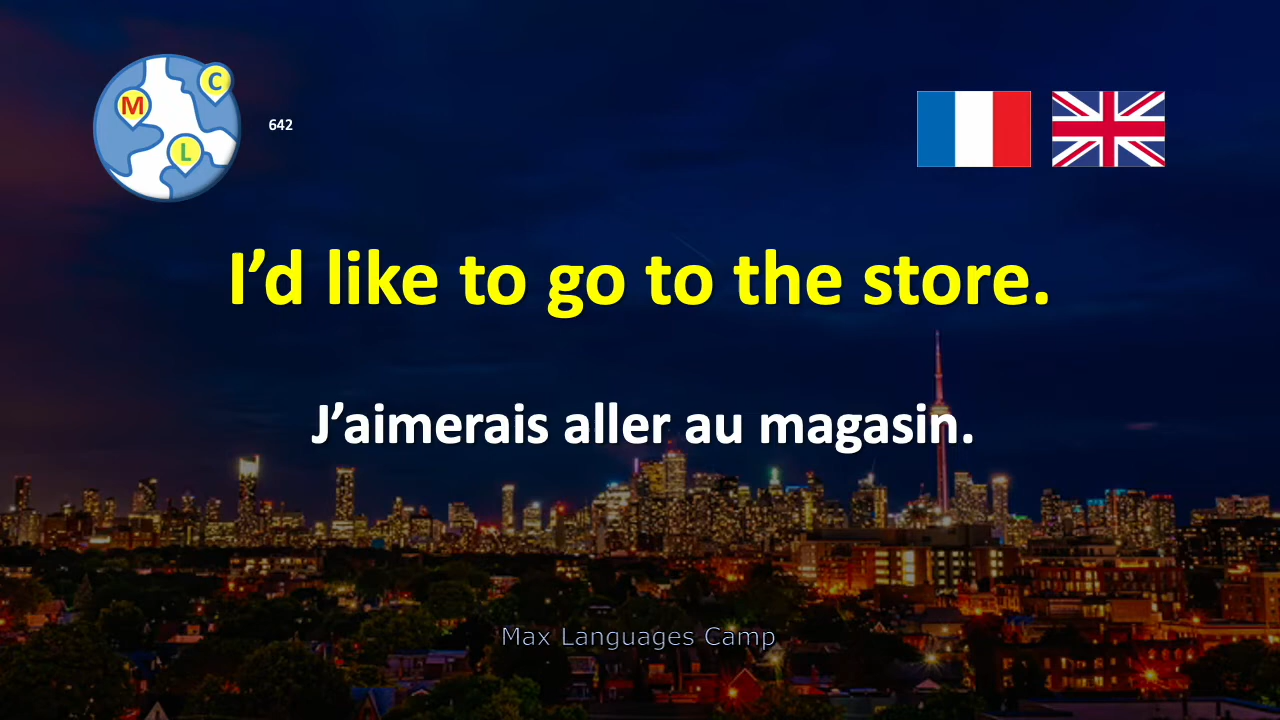 C
M
L
642
I’d like to go to the store.
J’aimerais aller au magasin.
Max Languages Camp